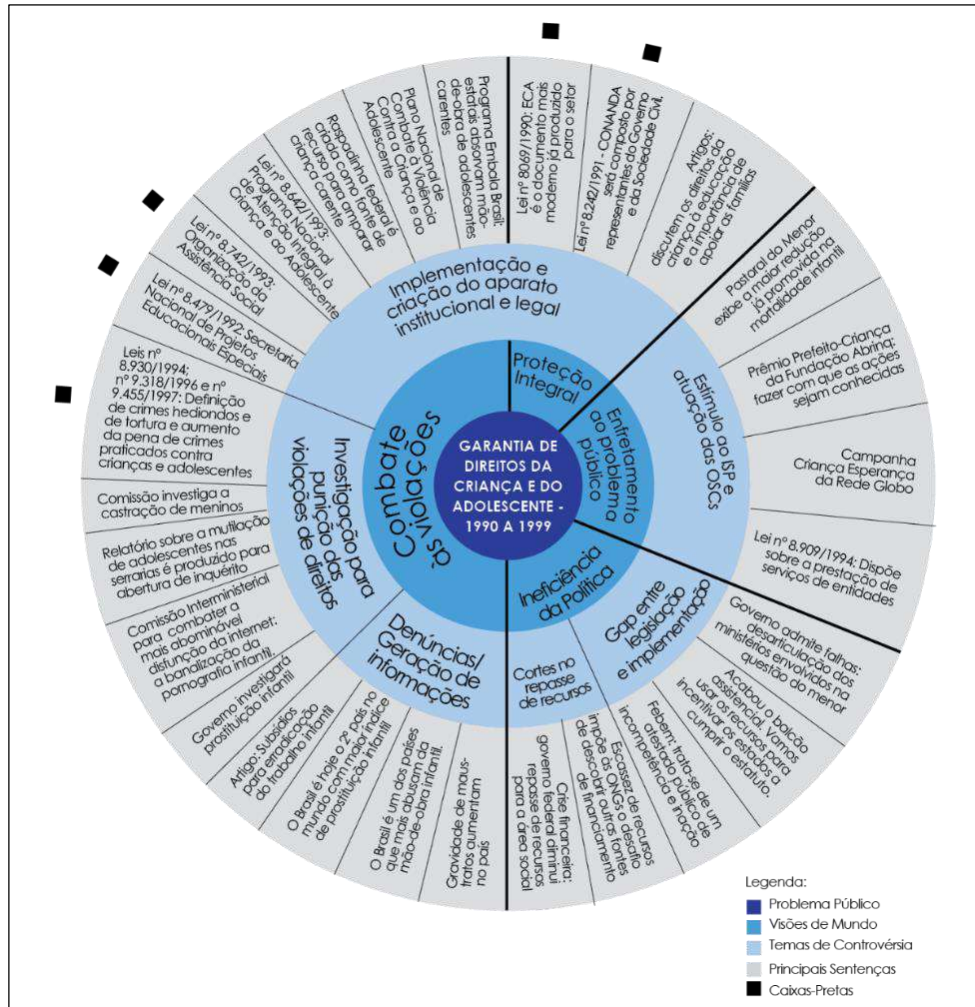 GARANTIA DE
DIREITOS DA
CRIANÇA E DO
ADOLESCENTE -
1990 A 1999
Proteção
Integral
Entretamento
ao problema
público
Ineficiência
da Política
Combate
às violações
Implementação e
criação do aparato
institucional e legal
Estímulo ao ISP e
atuação das OSCs
Gap entre
legislação
e implementação
Cortes no
repasse de recursos
Denúncias/
Geração de
informações
Investigação para
punição das
violações de direitos
Lei nº 8069/1990: ECA
é o documento mais
moderno já produzido
para o setor
Lei nº 8.242/1991 - CONANDA
será composto por
representantes do Governo
e da Sociedade Civil.
Artigos:
discutem os direitos da
criança à educação
e a importância de
apoiar as famílias
Pastoral do Menor
exibe a maior redução
já promovida na
mortalidade infantil
Prêmio Prefeito-Criança
da Fundação Abrinq:
fazer com que as ações
sejam conhecidas
Campanha
Criança Esperança
da Rede Globo
Lei nº 8.909/1994: Dispõe
sobre a prestação de
serviços de entidades
Governo admite falhas:
desarticulação dos
ministérios envolvidos na
questão do menor
Acabou o balcão
assistencial. Vamos
usar os recursos para
incentivar os estados a
cumprir o estatuto.
Febem: trata-se de um
atestado público de
incompetência e inação
Escassez de recursos
impõe às ONGs o desafio
de descobrir outras fontes
de financiamento
Crise financeira:
governo federal diminui
repasse de recursos
para a área social
Gravidade de maus-
tratos aumentam
no país
O Brasil é um dos países
que mais abusam da
mão-de-obra infantil.
O Brasil é hoje o 2º país no
mundo com maior índice
de prostituição infantil
Artigo: Subsídios
para erradicação
do trabalho infantil
Governo investigará
prostituição infantil
Comissão Interministerial
para combater a
mais abominável
disfunção da internet:
a banalização da
pornografia infantil.
Relatório sobre a mutilação
de adolescentes nas
serrarias é produzido para
abertura de inquérito
Comissão investiga a
castração de meninos
Leis nº
8.930/1994;
nº 9.318/1996 e nº
9.455/1997: Definição
de crimes hediondos e
de tortura e aumento
da pena de crimes
praticados contra
crianças e adolescentes
Lei nº 8.479/1992: Secretaria
Nacional de Projetos
Educacionais Especiais
Lei nº 8.742/1993:
Organização da
Assistência Social
Lei nº 8.642/1993:
Programa Nacional
de Atenção Integral à
Criança e ao Adolescente
Raspadinha federal é
criada como fonte de
recurso para amparar
criança carente
Plano Nacional de
Combate à Violência
Contra a Criança e ao
Adolescente
Programa Embala Brasil:
estatais absorvam mão-
de-obra de adolescentes
carentes
Legenda:
Problema Público
Visões de Mundo
Temas de Controvérsia
Principais Sentenças
Caixas-Pretas